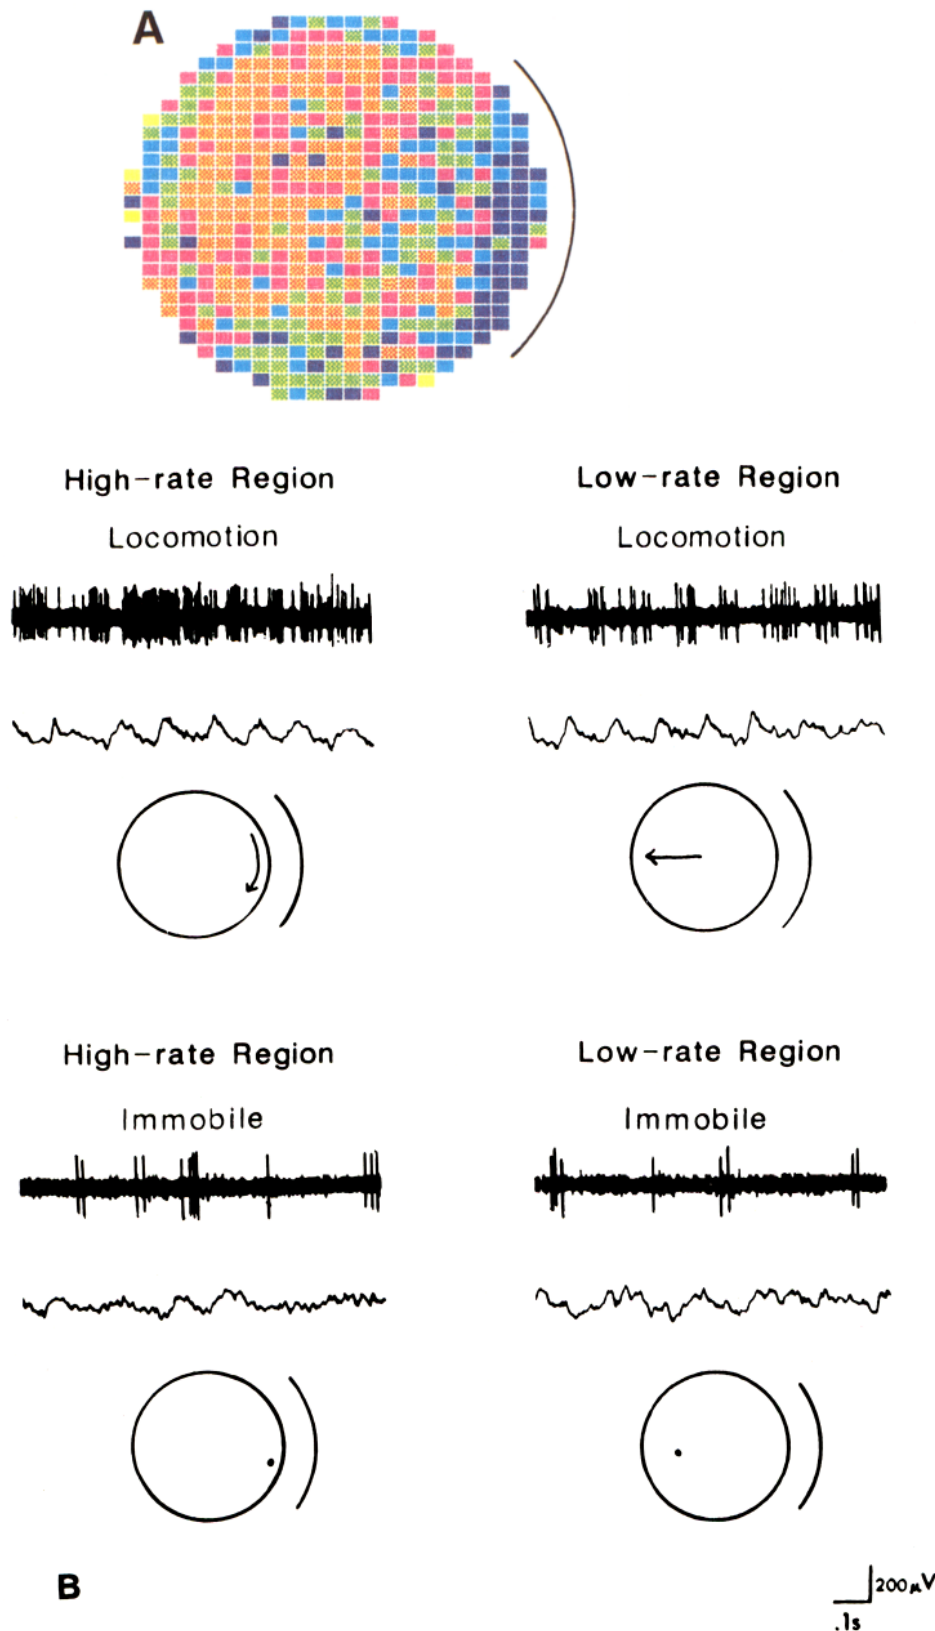 A
High-rate Region
Low-rate Region
Locomotion
Locomotion
High-rate Region
Low-rate Region
Immobile
Immobile
B
200μV
.1s